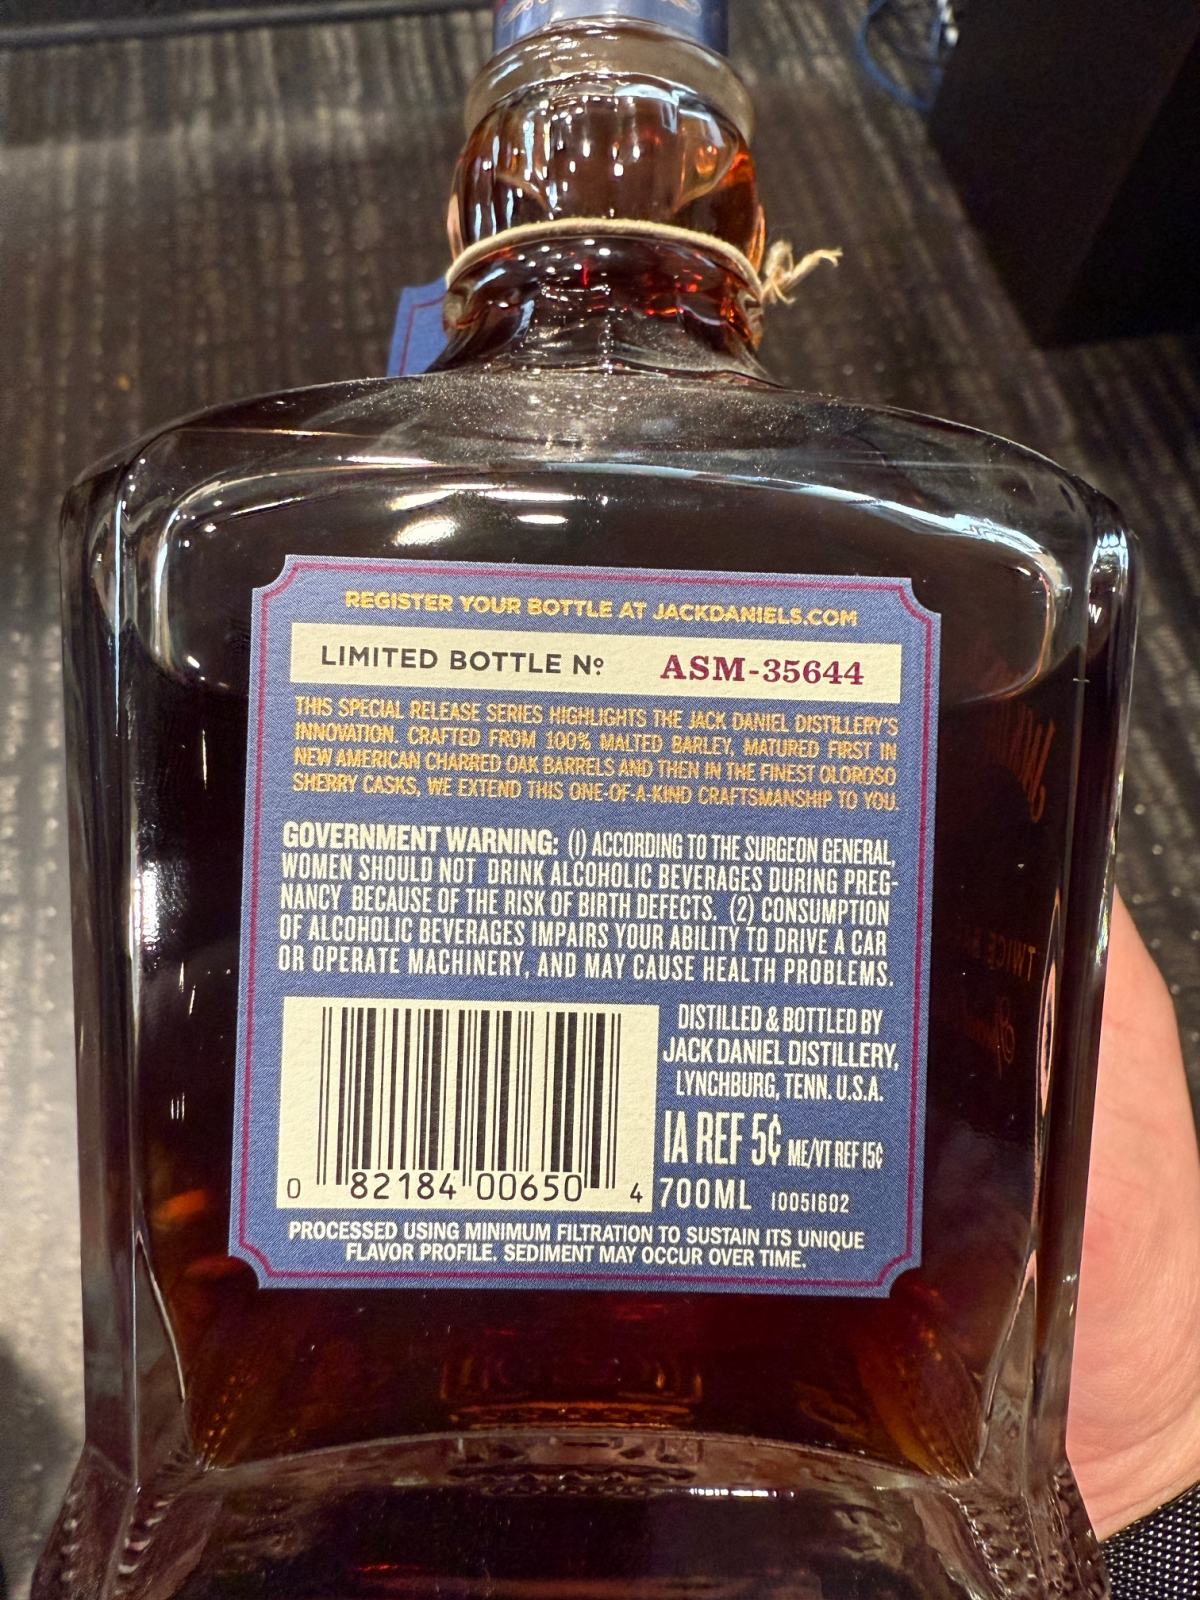 REGISTER YOUR BOTTLE AT JACKDANIELS.COM
LIMITED BOTTLE Nº ASM-35644
THIS SPECIAL RELEASE SERIES HIGHLIGHTS THE JACK DANIEL DISTILLERY'S
INNOVATION. CRAFTED FROM 100% MALTED BARLEY, MATURED FIRST IN
NEW AMERICAN CHARRED OAK BARRELS AND THEN IN THE FINEST OLOROSO
SHERRY CASKS, WE EXTEND THIS ONE-OF-A-KIND CRAFTSMANSHIP TO YOU.
GOVERNMENT WARNING: (1) ACCORDING TO THE SURGEON GENERAL,
WOMEN SHOULD NOT DRINK ALCOHOLIC BEVERAGES DURING PREG-
NANCY BECAUSE OF THE RISK OF BIRTH DEFECTS. (2) CONSUMPTION
OF ALCOHOLIC BEVERAGES IMPAIRS YOUR ABILITY TO DRIVE A CAR
OR OPERATE MACHINERY, AND MAY CAUSE HEALTH PROBLEMS.
0 82184 00650 4
DISTILLED & BOTTLED BY
JACK DANIEL DISTILLERY,
LYNCHBURG, TENN. U.S.A.
IA REF 5¢ ME/VT REF 15¢
700ML 10051602
PROCESSED USING MINIMUM FILTRATION TO SUSTAIN ITS UNIQUE
FLAVOR PROFILE. SEDIMENT MAY OCCUR OVER TIME.
TWICE